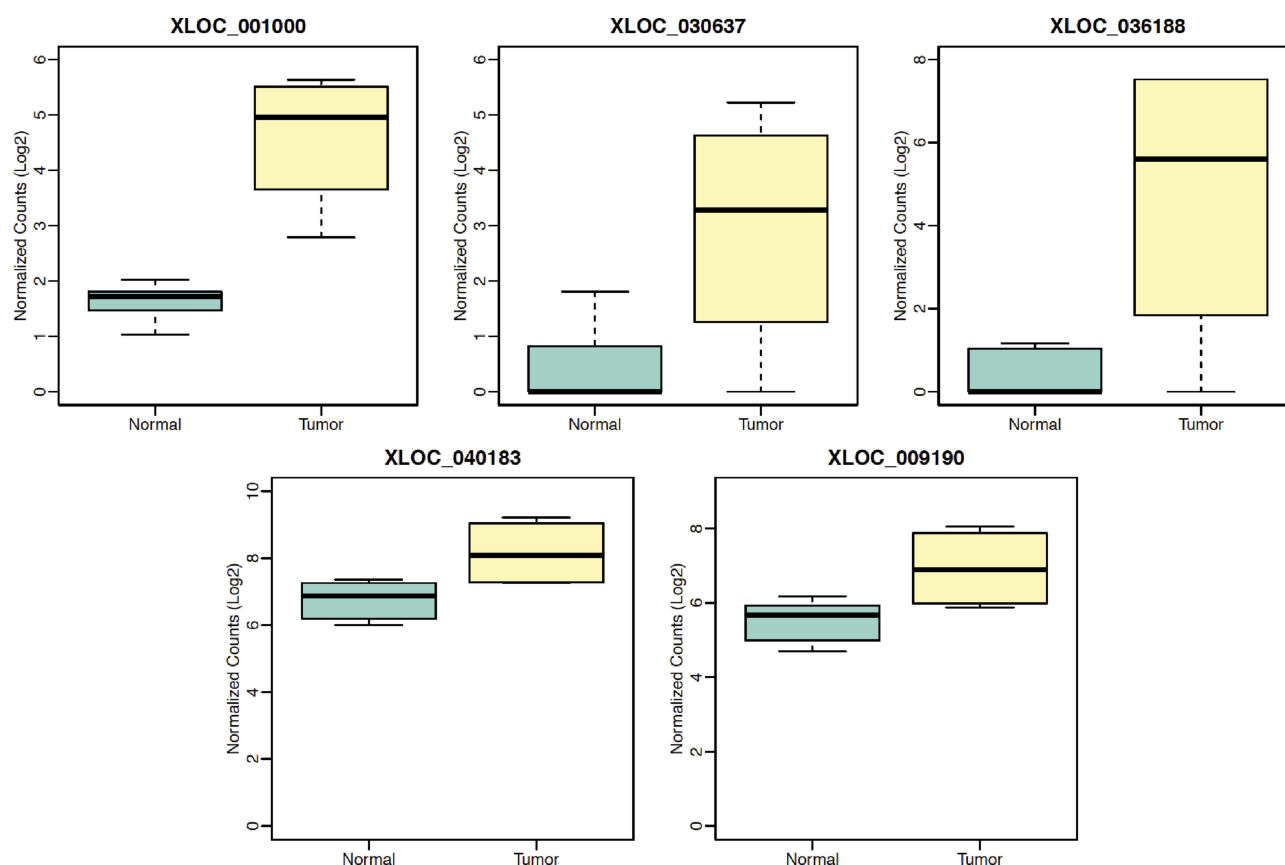 XLOC_001000
Normalized Counts (Log2)
6
5
4
3
2
1
0
Normal
Tumor
XLOC_030637
Normalized Counts (Log2)
6
5
4
3
2
1
0
Normal
Tumor
XLOC_036188
Normalized Counts (Log2)
8
6
4
2
0
Normal
Tumor
XLOC_040183
Normalized Counts (Log2)
10
8
6
4
2
0
Normal
Tumor
XLOC_009190
Normalized Counts (Log2)
8
6
4
2
0
Normal
Tumor